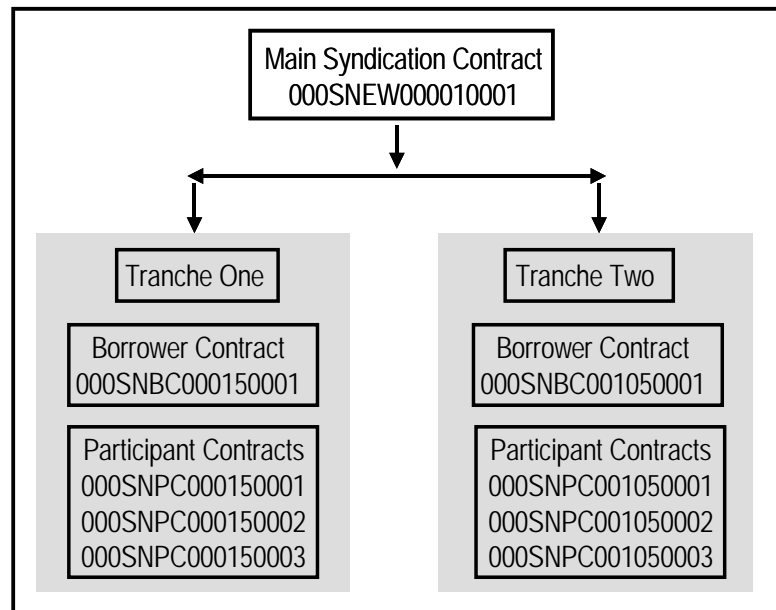 Main Syndication Contract
000SNEW000010001
Tranche One
Borrower Contract
000SNBC000150001
Participant Contracts
000SNPC000150001
000SNPC000150002
000SNPC000150003
Tranche Two
Borrower Contract
000SNBC001050001
Participant Contracts
000SNPC001050001
000SNPC001050002
000SNPC001050003